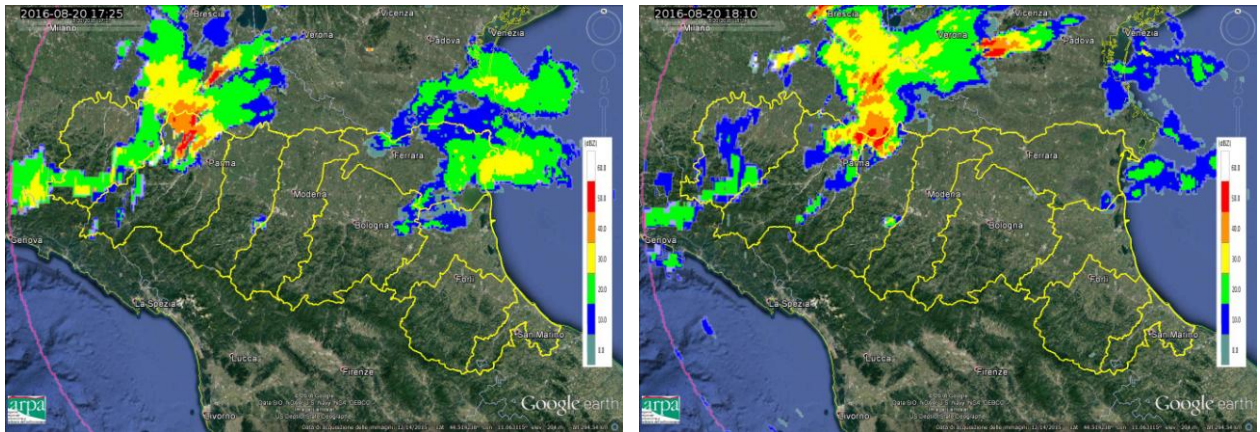 2016-08-20 17:25
Milano
Brescia
Verona
Vicenza
Padova
Venezia
[dBZ]
60.0
50.0
40.0
30.0
20.0
10.0
0.0
Parma
Ferrara
Modena
Bologna
Genova
La Spezia
Forlì
San Marino
Lucca
Firenze
Livorno
arpa
Google earth
2016-08-20 18:10
Milano
Brescia
Verona
Vicenza
Padova
Venezia
[dBZ]
60.0
50.0
40.0
30.0
20.0
10.0
0.0
Parma
Ferrara
Modena
Bologna
Genova
La Spezia
Forlì
San Marino
Lucca
Firenze
Livorno
arpa
Google earth